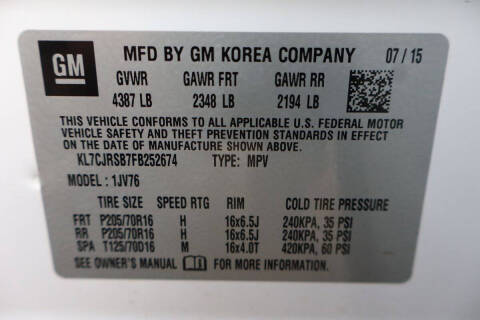 GM
MFD BY GM KOREA COMPANY 07/15
GVWR GAWR FRT GAWR RR
4387 LB 2348 LB 2194 LB
THIS VEHICLE CONFORMS TO ALL APPLICABLE U.S. FEDERAL MOTOR
VEHICLE SAFETY AND THEFT PREVENTION STANDARDS IN EFFECT
ON THE DATE OF MANUFACTURE SHOWN ABOVE.
KL7CJRSB7FB252674 TYPE: MPV
MODEL: 1JV76
TIRE SIZE SPEED RTG RIM COLD TIRE PRESSURE
FRT P205/70R16 H 16x6.5J 240KPA, 35 PSI
RR P205/70R16 H 16x6.5J 240KPA, 35 PSI
SPA T125/70D16 M 16x4.0T 420KPA, 60 PSI
SEE OWNER'S MANUAL FOR MORE INFORMATION.